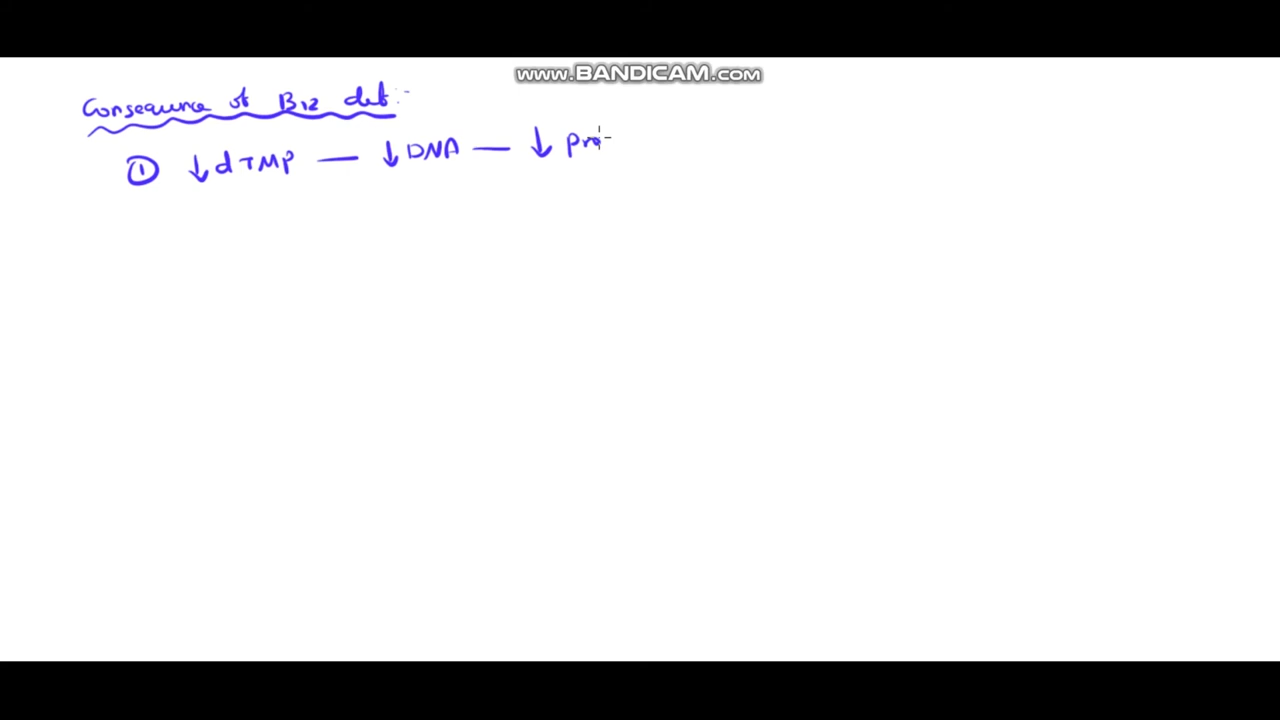 www.BANDICAM.com
Consequence of B12 def:-
① ↓ dTMP — ↓ DNA — ↓ pro